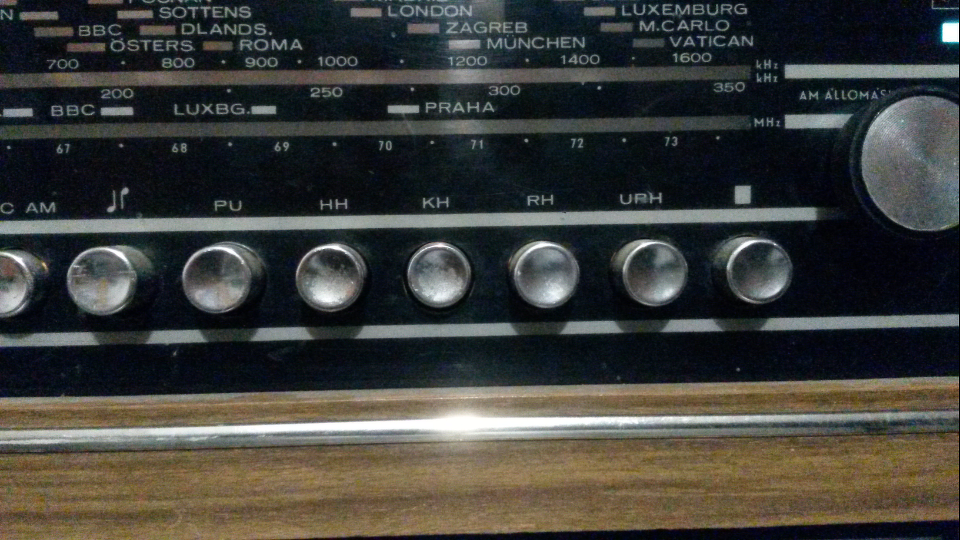 SOTTENS LONDON LUXEMBURG
BBC DLANDS. ZAGREB M.CARLO
ÖSTERS. ROMA MÜNCHEN VATICAN
700 800 900 1000 1200 1400 1600 kHz
kHz
200 250 300 350
AM ÁLLOMÁS
BBC LUXBG. PRAHA
MHz
67 68 69 70 71 72 73
C AM PU HH KH RH URH